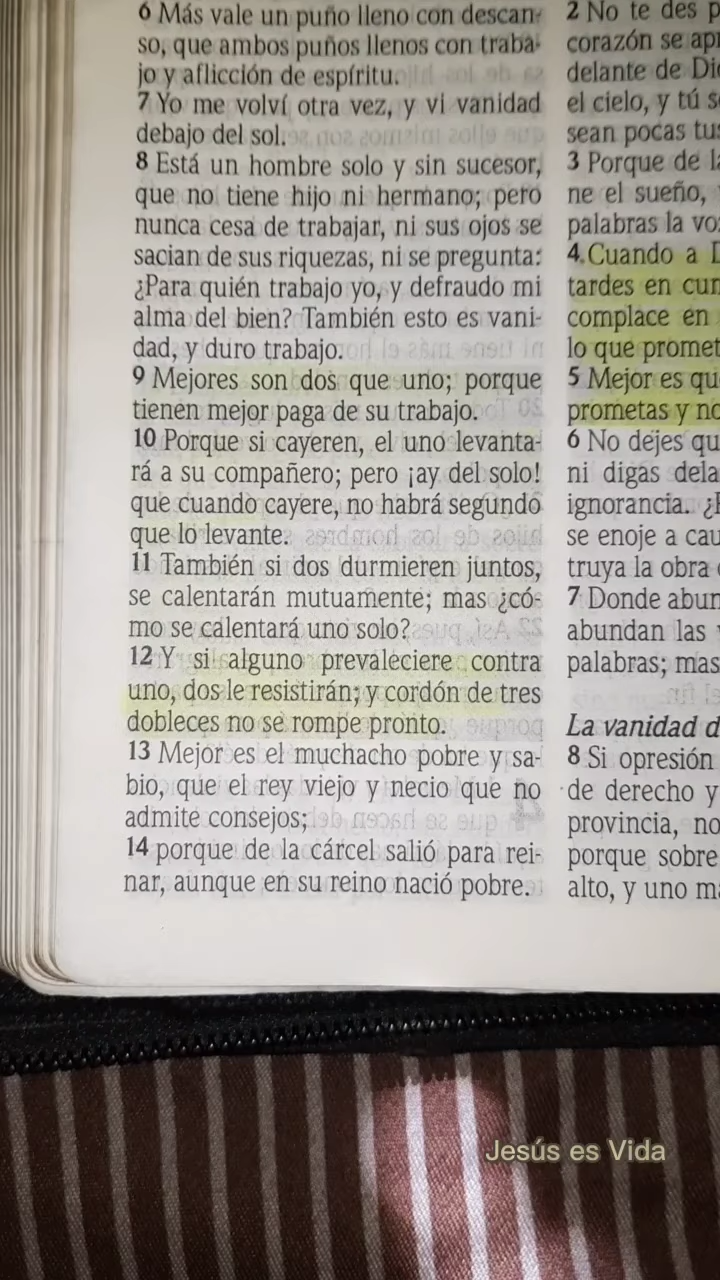 6 Más vale un puño lleno con descan-
so, que ambos puños llenos con traba-
jo y aflicción de espíritu.
7 Yo me volví otra vez, y vi vanidad
debajo del sol.
8 Está un hombre solo y sin sucesor,
que no tiene hijo ni hermano; pero
nunca cesa de trabajar, ni sus ojos se
sacian de sus riquezas, ni se pregunta:
¿Para quién trabajo yo, y defraudo mi
alma del bien? También esto es vani-
dad, y duro trabajo.
9 Mejores son dos que uno; porque
tienen mejor paga de su trabajo.
10 Porque si cayeren, el uno levanta-
rá a su compañero; pero ¡ay del solo!
que cuando cayere, no habrá segundo
que lo levante.
11 También si dos durmieren juntos,
se calentarán mutuamente; mas ¿có-
mo se calentará uno solo?
12 Y si alguno prevaleciere contra
uno, dos le resistirán; y cordón de tres
dobleces no se rompe pronto.
13 Mejor es el muchacho pobre y sa-
bio, que el rey viejo y necio que no
admite consejos;
14 porque de la cárcel salió para rei-
nar, aunque en su reino nació pobre.
2 No te des
corazón se
delante de
el cielo, y tú
sean pocas
3 Porque de
ne el sueño,
palabras la
4 Cuando a
tardes en
complace en
lo que
5 Mejor es
prometas y
6 No dejes
ni digas
ignorancia.
se enoje a
truya la obra
7 Donde
abundan las
palabras; mas
La vanidad
8 Si opresión
de derecho y
provincia,
porque sobre
alto, y uno
Jesús es Vida